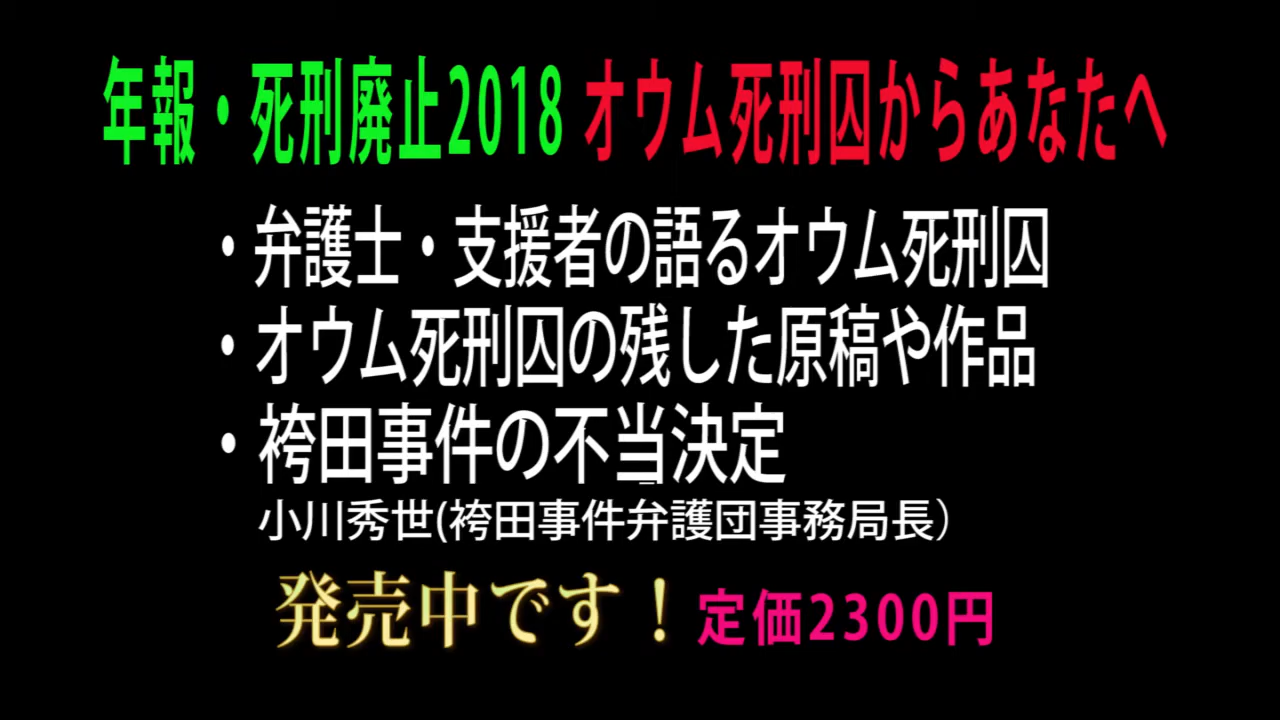 年報・死刑廃止2018 オウム死刑囚からあなたへ
・弁護士・支援者の語るオウム死刑囚
・オウム死刑囚の残した原稿や作品
・袴田事件の不当決定
小川秀世(袴田事件弁護団事務局長）
発売中です！ 定価2300円